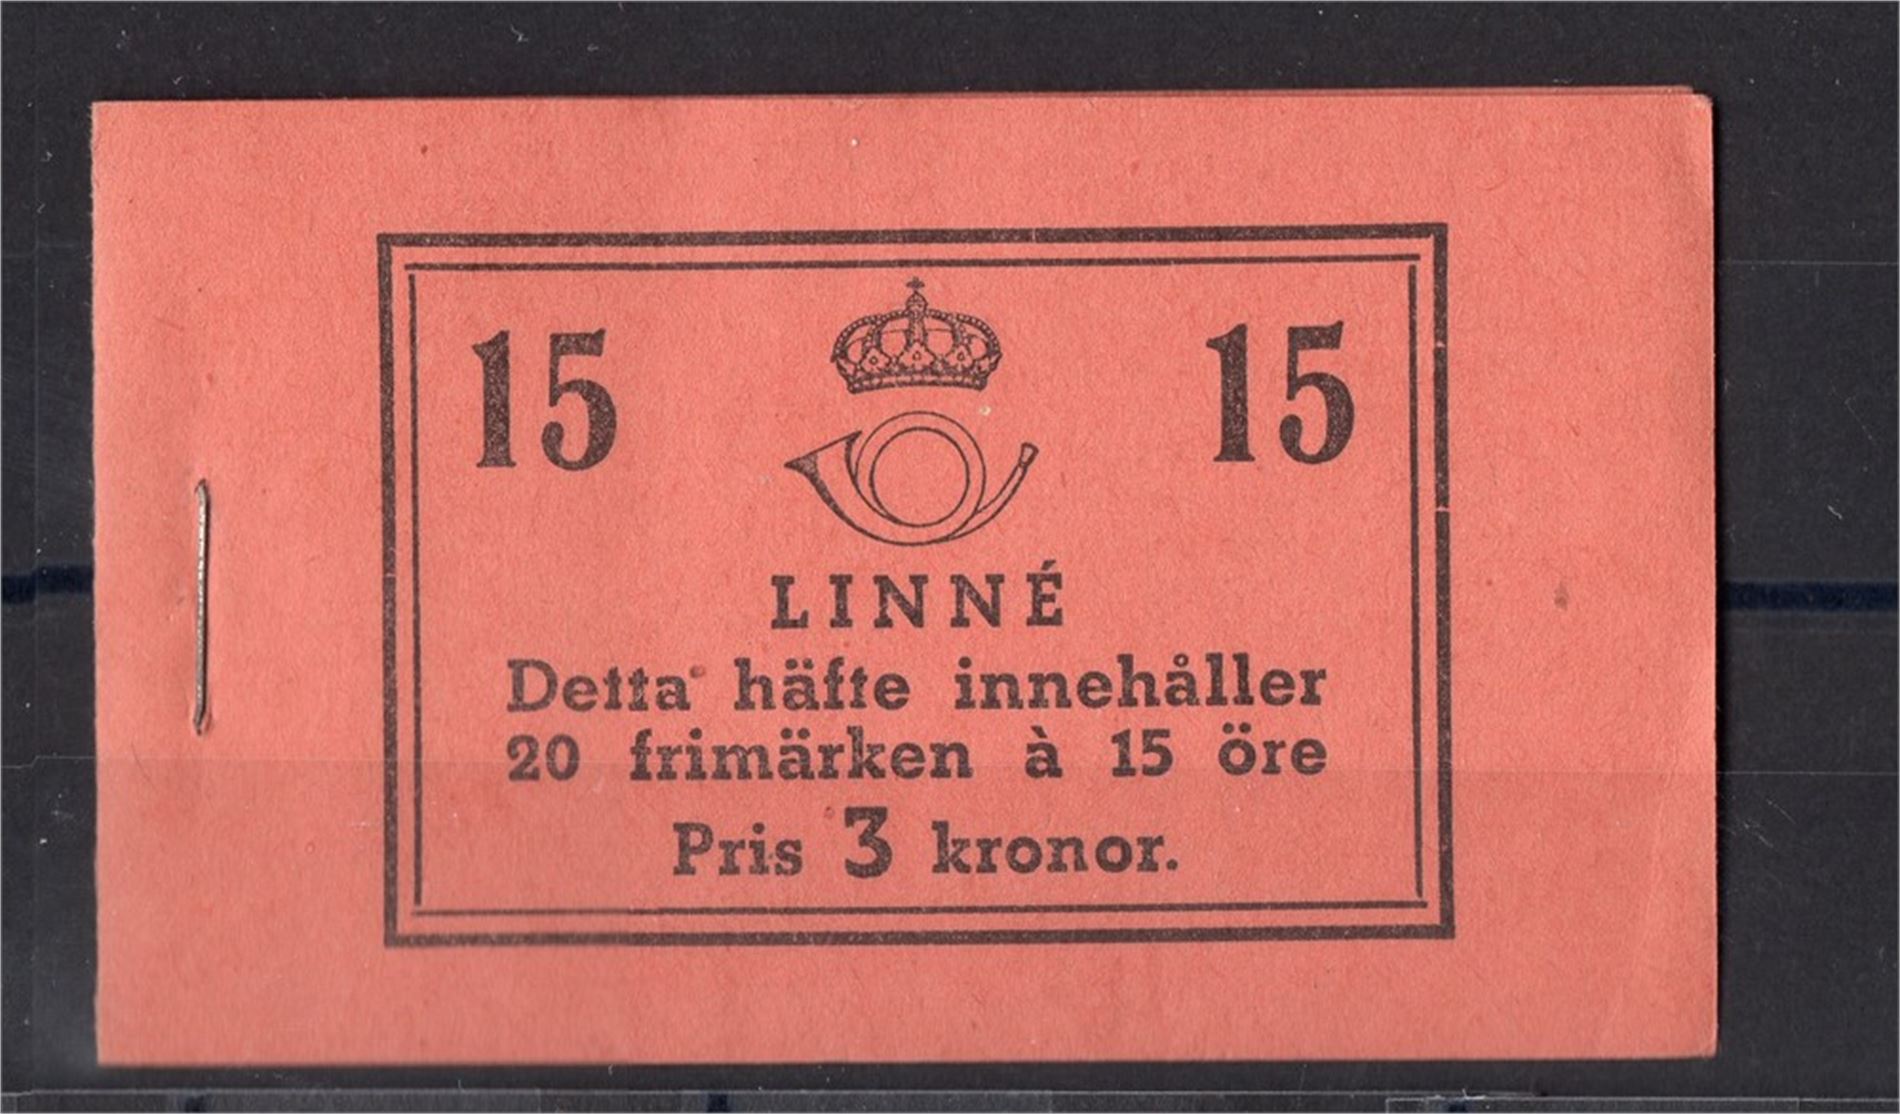 15 15
LINNÉ
Detta häfte innehåller
20 frimärken à 15 öre
Pris 3 kronor.